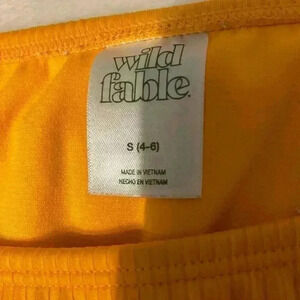 wild
fable.
S (4-6)
MADE IN VIETNAM
HECHO EN VIETNAM